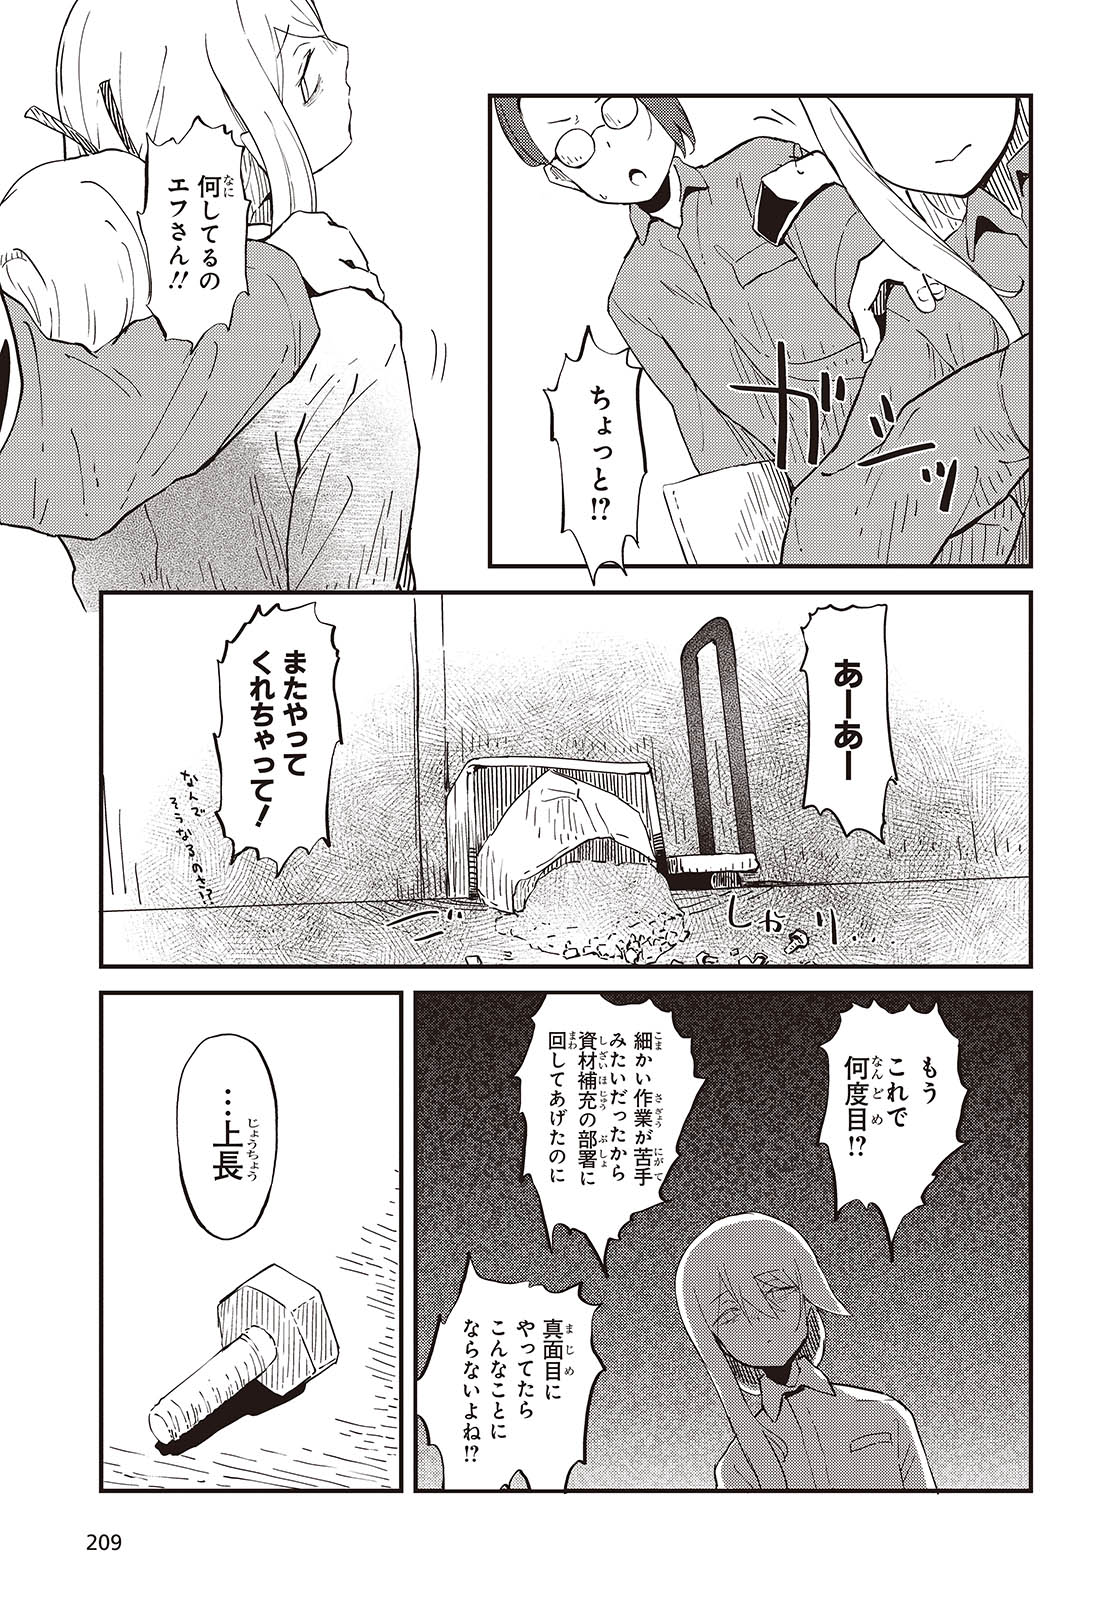 ちょっと!?
ガーッ
何してるの
エフさん!!
あーあー
またやって
くれちゃって!
なんで
そうなるのさ!?
しかり...
もう
これで
何度目!?
細かい作業が苦手
みたいだったから
資材補充の部署に
回してあげたのに
真面目に
やってたら
こんなことに
ならないよね!?
…上長
209